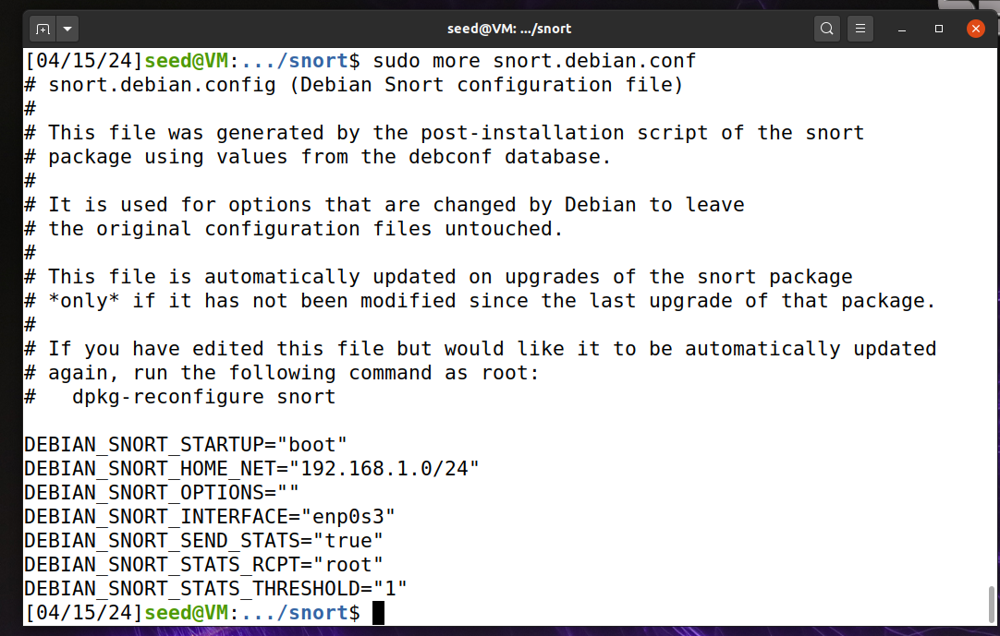 seed@VM: .../snort
[04/15/24]seed@VM:.../snort$ sudo more snort.debian.conf
# snort.debian.config (Debian Snort configuration file)
#
# This file was generated by the post-installation script of the snort
# package using values from the debconf database.
#
# It is used for options that are changed by Debian to leave
# the original configuration files untouched.
#
# This file is automatically updated on upgrades of the snort package
# *only* if it has not been modified since the last upgrade of that package.
#
# If you have edited this file but would like it to be automatically updated
# again, run the following command as root:
#   dpkg-reconfigure snort

DEBIAN_SNORT_STARTUP="boot"
DEBIAN_SNORT_HOME_NET="192.168.1.0/24"
DEBIAN_SNORT_OPTIONS=""
DEBIAN_SNORT_INTERFACE="enp0s3"
DEBIAN_SNORT_SEND_STATS="true"
DEBIAN_SNORT_STATS_RCPT="root"
DEBIAN_SNORT_STATS_THRESHOLD="1"
[04/15/24]seed@VM:.../snort$